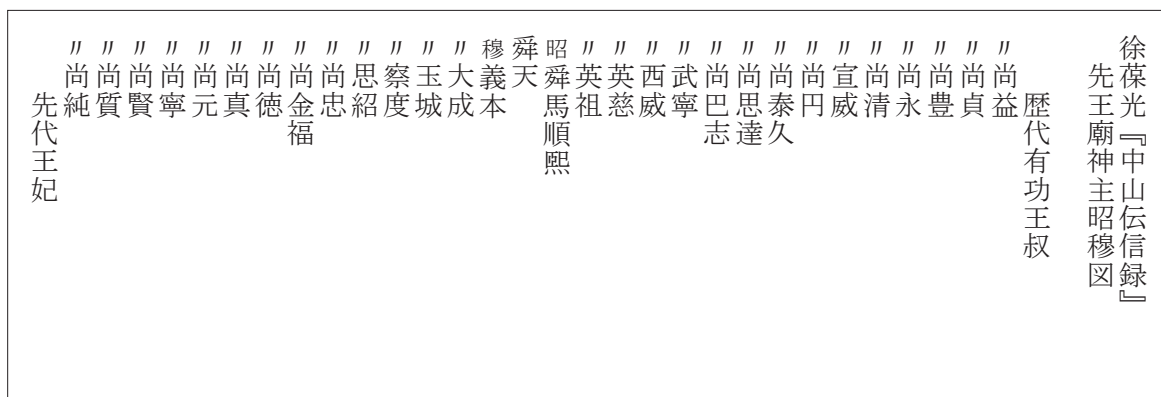 徐葆光『中山伝信録』
先王廟神主昭穆図
歴代有功王叔
〃尚益
〃尚貞
〃尚豊
〃尚永
〃尚清
〃宣威
〃尚円
〃尚泰久
〃尚思達
〃尚巴志
〃武寧
〃西威
〃英慈
〃英祖
昭舜馬順熙
舜天
穆義本
〃大成
〃玉城
〃察度
〃思紹
〃尚忠
〃尚金福
〃尚徳
〃尚真
〃尚元
〃尚寧
〃尚賢
〃尚質
〃尚純
先代王妃